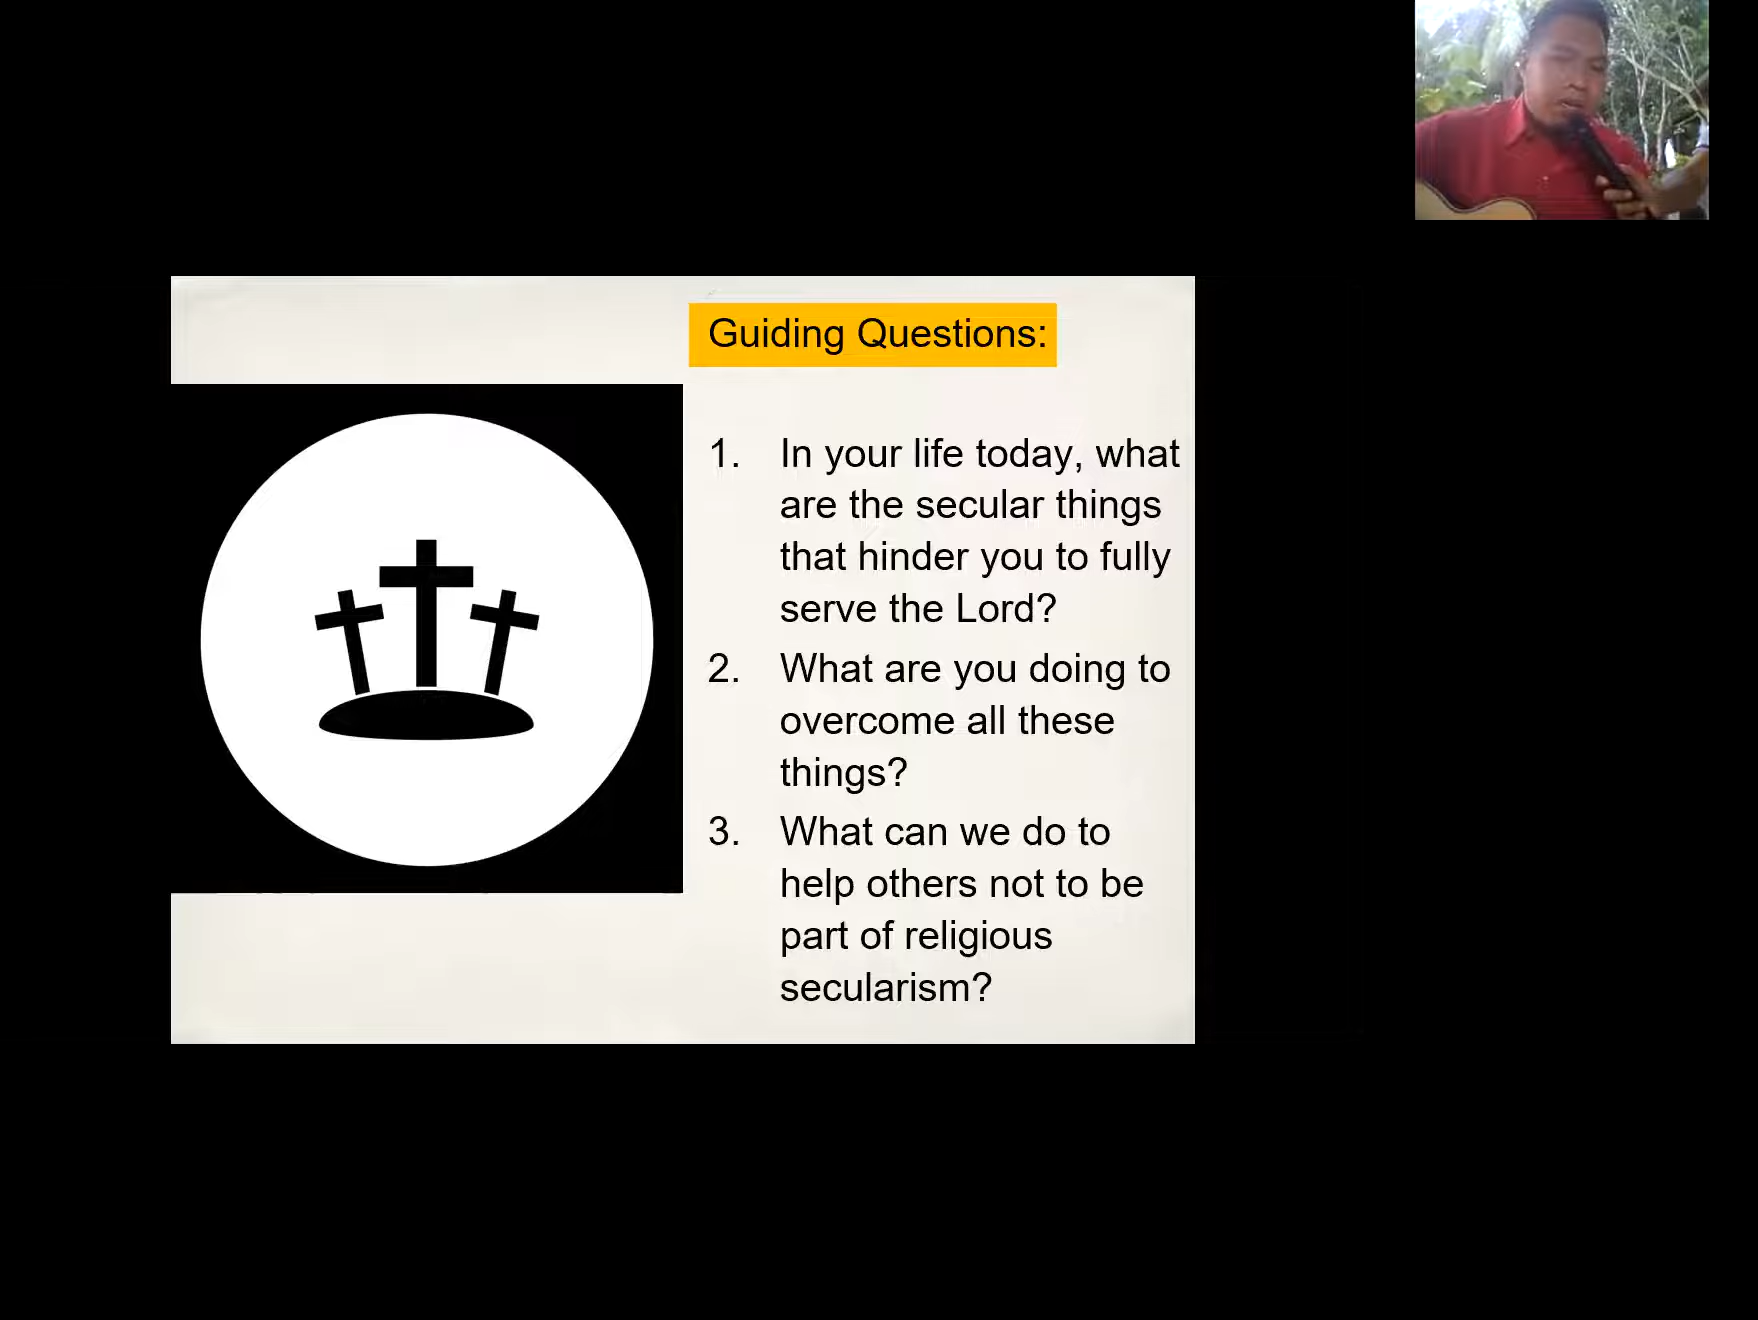 Guiding Questions:
1. In your life today, what
are the secular things
that hinder you to fully
serve the Lord?
2. What are you doing to
overcome all these
things?
3. What can we do to
help others not to be
part of religious
secularism?